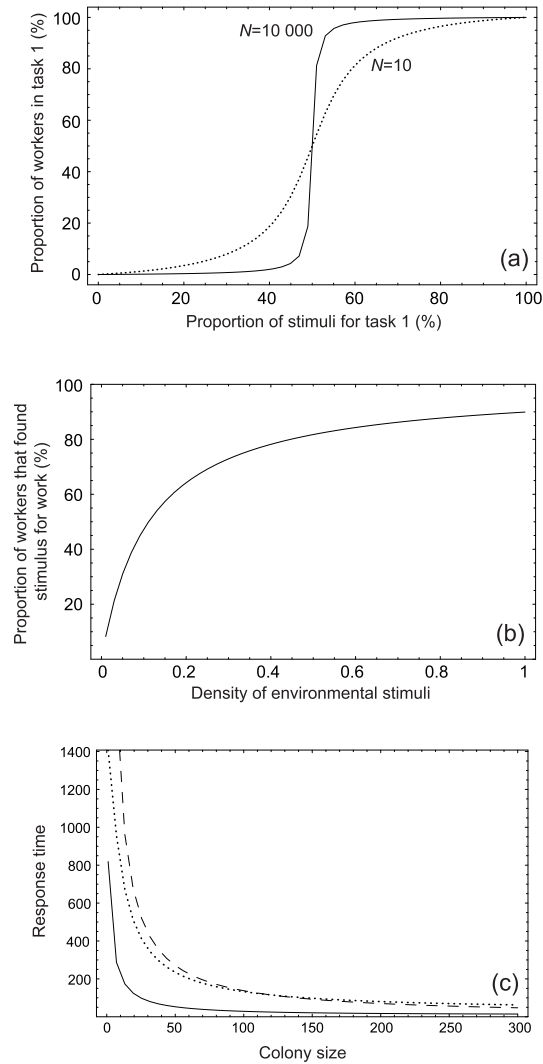 100
80
60
40
20
0
Proportion of workers in task 1 (%)
N=10 000
N=10
(a)
0 20 40 60 80 100
Proportion of stimuli for task 1 (%)
100
80
60
40
20
Proportion of workers that found
stimulus for work (%)
(b)
0 0.2 0.4 0.6 0.8 1
Density of environmental stimuli
1400
1200
1000
800
600
400
200
Response time
(c)
0 50 100 150 200 250 300
Colony size